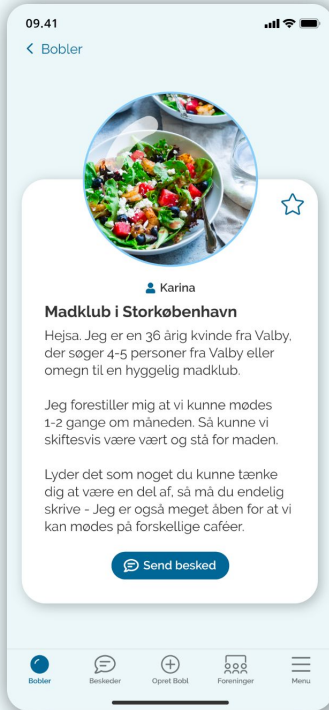 09.41
Bobler
Karina
Madklub i Storkøbenhavn
Hejsa. Jeg er en 36 årig kvinde fra Valby,
der søger 4-5 personer fra Valby eller
omegn til en hyggelig madklub.
Jeg forestiller mig at vi kunne mødes
1-2 gange om måneden. Så kunne vi
skiftesvis være vært og stå for maden.
Lyder det som noget du kunne tænke
dig at være en del af, så må du endelig
skrive - Jeg er også meget åben for at vi
kan mødes på forskellige caféer.
Send besked
Bobler Beskeder Opret Bobl Foreninger Menu